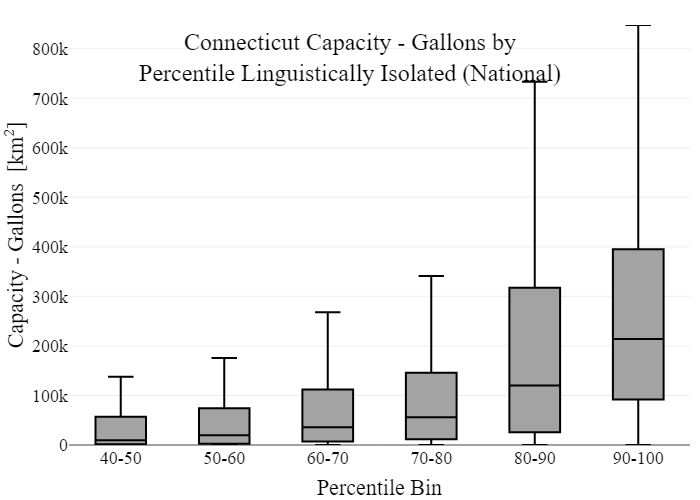 Connecticut Capacity - Gallons by
Percentile Linguistically Isolated (National)
Capacity - Gallons [km²]
800k
700k
600k
500k
400k
300k
200k
100k
0
40-50 50-60 60-70 70-80 80-90 90-100
Percentile Bin